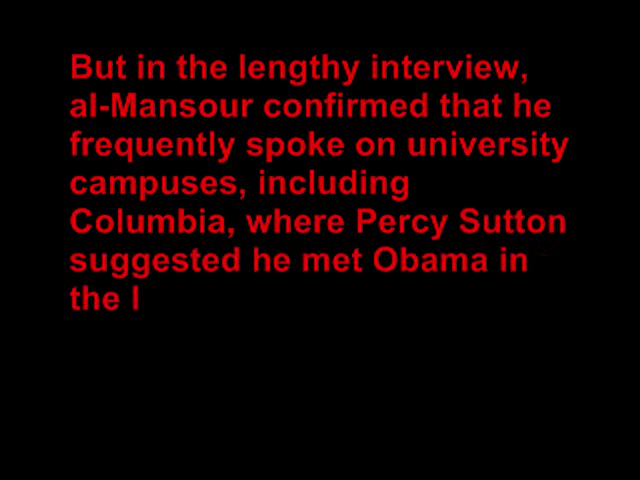 But in the lengthy interview,
al-Mansour confirmed that he
frequently spoke on university
campuses, including
Columbia, where Percy Sutton
suggested he met Obama in
the l